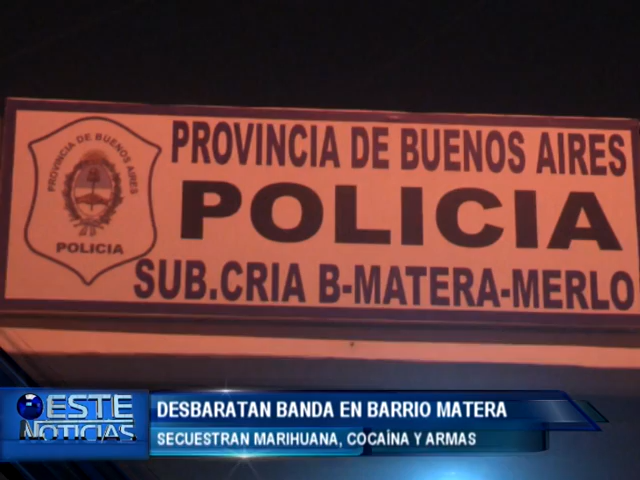 PROVINCIA DE BUENOS AIRES
POLICIA
PROVINCIA DE BUENOS AIRES
POLICIA
SUB.CRIA B-MATERA-MERLO
OESTE
NOTICIAS
DESBARATAN BANDA EN BARRIO MATERA
SECUESTRAN MARIHUANA, COCAÍNA Y ARMAS